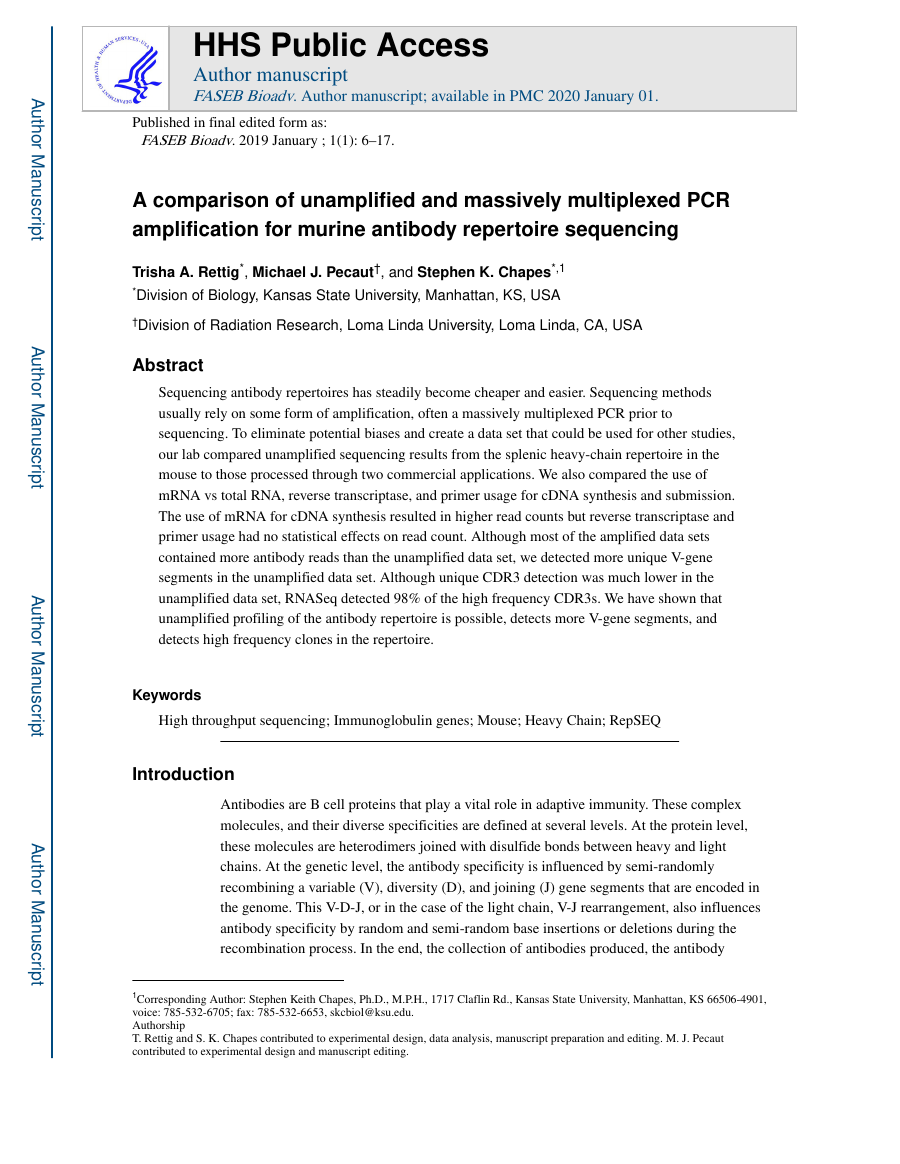 HHS Public Access
Author manuscript
FASEB Bioadv. Author manuscript; available in PMC 2020 January 01.
Published in final edited form as:
FASEB Bioadv. 2019 January ; 1(1): 6–17.
A comparison of unamplified and massively multiplexed PCR
amplification for murine antibody repertoire sequencing
Trisha A. Rettig*, Michael J. Pecaut†, and Stephen K. Chapes*,1
*Division of Biology, Kansas State University, Manhattan, KS, USA
†Division of Radiation Research, Loma Linda University, Loma Linda, CA, USA
Abstract
Sequencing antibody repertoires has steadily become cheaper and easier. Sequencing methods
usually rely on some form of amplification, often a massively multiplexed PCR prior to
sequencing. To eliminate potential biases and create a data set that could be used for other studies,
our lab compared unamplified sequencing results from the splenic heavy-chain repertoire in the
mouse to those processed through two commercial applications. We also compared the use of
mRNA vs total RNA, reverse transcriptase, and primer usage for cDNA synthesis and submission.
The use of mRNA for cDNA synthesis resulted in higher read counts but reverse transcriptase and
primer usage had no statistical effects on read count. Although most of the amplified data sets
contained more antibody reads than the unamplified data set, we detected more unique V-gene
segments in the unamplified data set. Although unique CDR3 detection was much lower in the
unamplified data set, RNASeq detected 98% of the high frequency CDR3s. We have shown that
unamplified profiling of the antibody repertoire is possible, detects more V-gene segments, and
detects high frequency clones in the repertoire.
Keywords
High throughput sequencing; Immunoglobulin genes; Mouse; Heavy Chain; RepSEQ
Introduction
Antibodies are B cell proteins that play a vital role in adaptive immunity. These complex
molecules, and their diverse specificities are defined at several levels. At the protein level,
these molecules are heterodimers joined with disulfide bonds between heavy and light
chains. At the genetic level, the antibody specificity is influenced by semi-randomly
recombining a variable (V), diversity (D), and joining (J) gene segments that are encoded in
the genome. This V-D-J, or in the case of the light chain, V-J rearrangement, also influences
antibody specificity by random and semi-random base insertions or deletions during the
recombination process. In the end, the collection of antibodies produced, the antibody
1Corresponding Author: Stephen Keith Chapes, Ph.D., M.P.H., 1717 Claflin Rd., Kansas State University, Manhattan, KS 66506-4901,
voice: 785-532-6705; fax: 785-532-6653, skcbiol@ksu.edu.
Authorship
T. Rettig and S. K. Chapes contributed to experimental design, data analysis, manuscript preparation and editing. M. J. Pecaut
contributed to experimental design and manuscript editing.
Author Manuscript
Author Manuscript
Author Manuscript
Author Manuscript
DEPARTMENT OF HEALTH & HUMAN SERVICES·USA